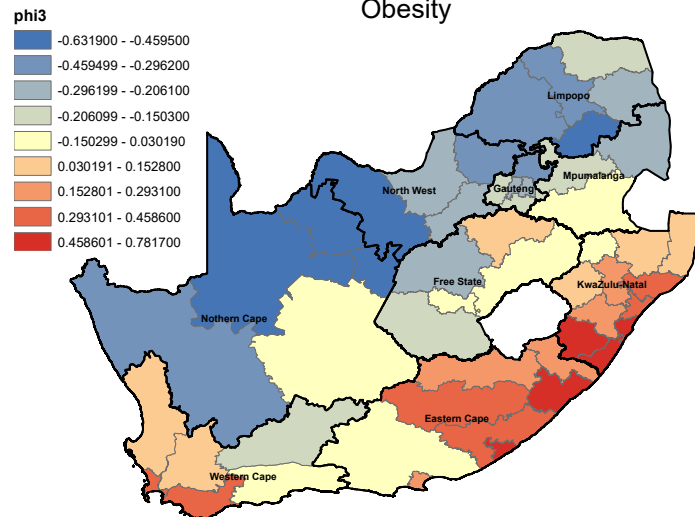 Obesity
phi3
-0.631900 - -0.459500
-0.459499 - -0.296200
-0.296199 - -0.206100
-0.206099 - -0.150300
-0.150299 - 0.030190
0.030191 - 0.152800
0.152801 - 0.293100
0.293101 - 0.458600
0.458601 - 0.781700
Limpopo
Mpumalanga
North West
Gauteng
Free State
KwaZulu-Natal
Nothern Cape
Eastern Cape
Western Cape